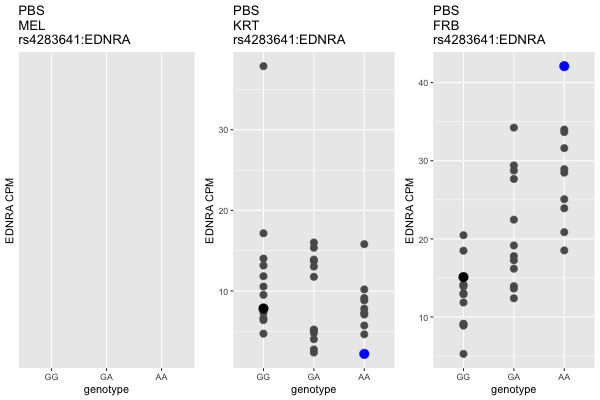 PBS
MEL
rs4283641:EDNRA
EDNRA CPM
GG
GA
AA
genotype
PBS
KRT
rs4283641:EDNRA
EDNRA CPM
30
20
10
GG
GA
AA
genotype
PBS
FRB
rs4283641:EDNRA
EDNRA CPM
40
30
20
10
GG
GA
AA
genotype